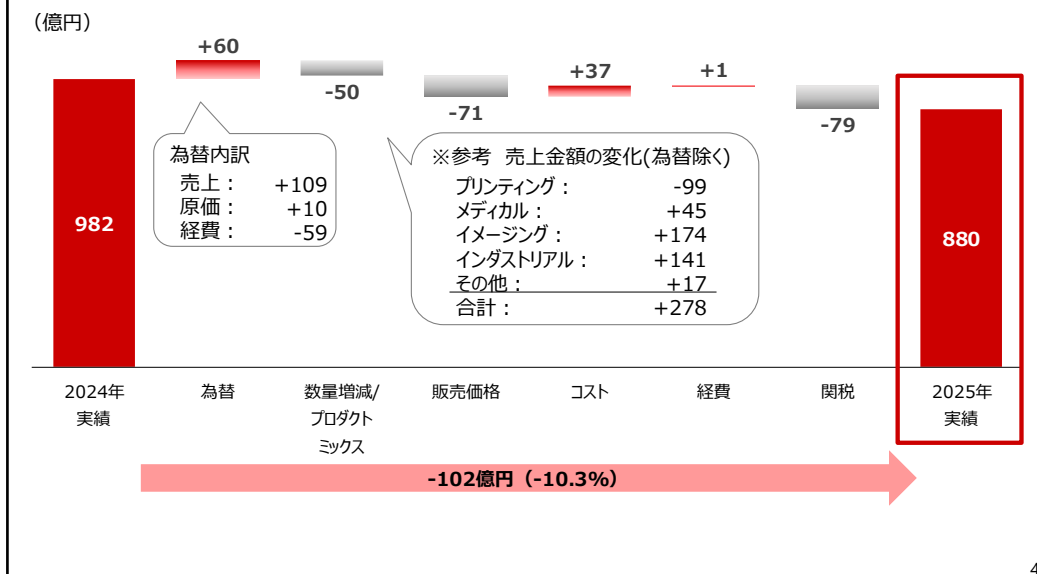 （億円）
+60
-50
-71
+37
+1
-79
982
880
為替内訳
売上： +109
原価： +10
経費： -59
※参考 売上金額の変化(為替除く)
プリンティング： -99
メディカル： +45
イメージング： +174
インダストリアル： +141
その他： +17
合計： +278
2024年
実績
為替
数量増減/
プロダクト
ミックス
販売価格
コスト
経費
関税
2025年
実績
-102億円（-10.3%）
4